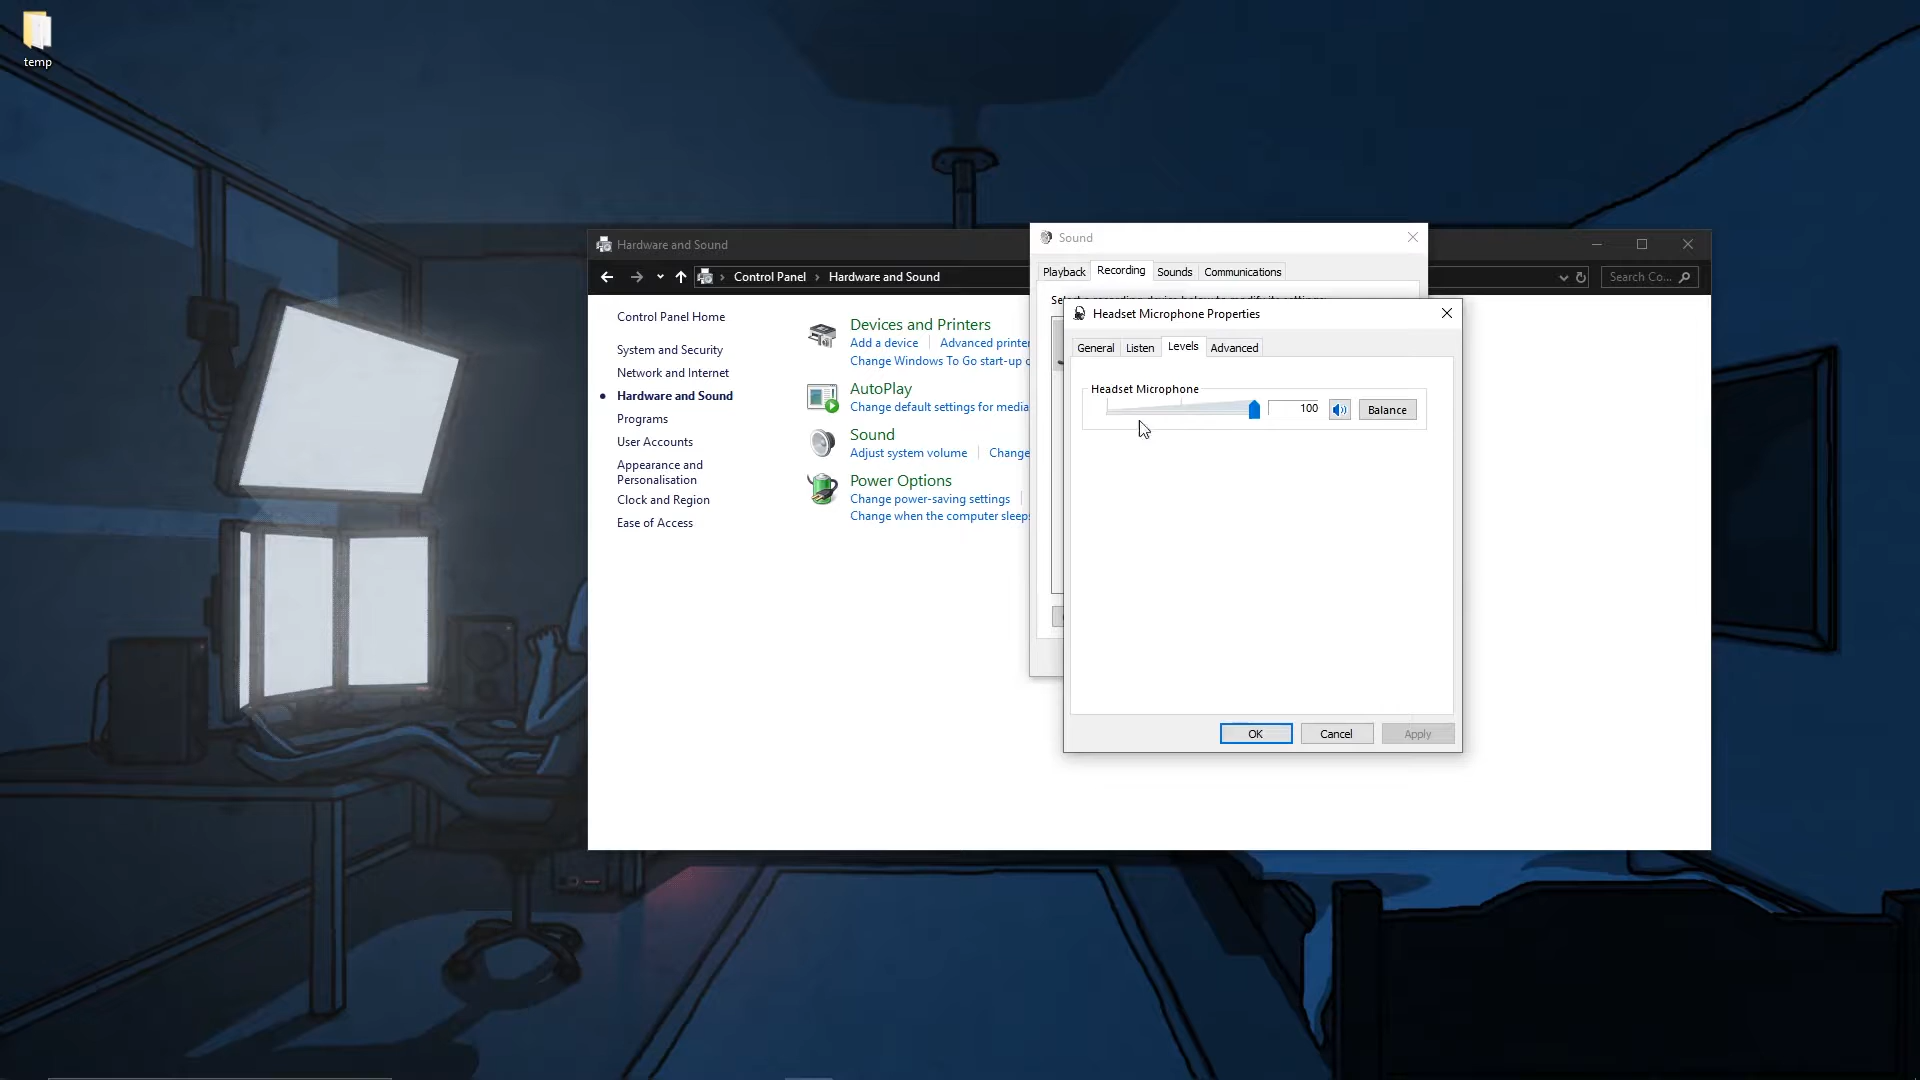 temp
Hardware and Sound
Control Panel
Hardware and Sound
Search Co...
Control Panel Home
System and Security
Network and Internet
Hardware and Sound
Programs
User Accounts
Appearance and
Personalisation
Clock and Region
Ease of Access
Devices and Printers
Add a device
Advanced printer
Change Windows To Go start-up o
AutoPlay
Change default settings for media
Sound
Adjust system volume
Change
Power Options
Change power-saving settings
Change when the computer sleeps
Sound
Playback
Recording
Sounds
Communications
Headset Microphone Properties
General
Listen
Levels
Advanced
Headset Microphone
100
Balance
OK
Cancel
Apply